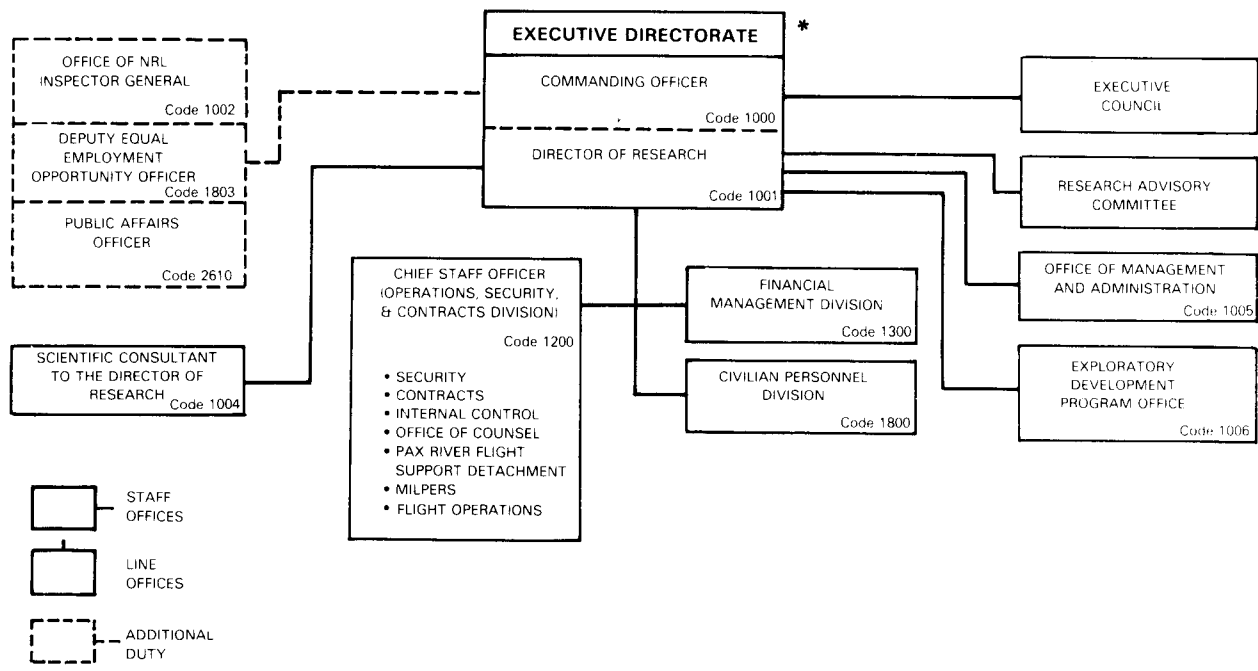 EXECUTIVE DIRECTORATE *
COMMANDING OFFICER
Code 1000
DIRECTOR OF RESEARCH
Code 1001
OFFICE OF NRL
INSPECTOR GENERAL
Code 1002
DEPUTY EQUAL
EMPLOYMENT
OPPORTUNITY OFFICER
Code 1803
PUBLIC AFFAIRS
OFFICER
Code 2610
SCIENTIFIC CONSULTANT
TO THE DIRECTOR OF
RESEARCH
Code 1004
CHIEF STAFF OFFICER
(OPERATIONS, SECURITY,
& CONTRACTS DIVISION)
Code 1200
• SECURITY
• CONTRACTS
• INTERNAL CONTROL
• OFFICE OF COUNSEL
• PAX RIVER FLIGHT
SUPPORT DETACHMENT
• MILPERS
• FLIGHT OPERATIONS
FINANCIAL
MANAGEMENT DIVISION
Code 1300
CIVILIAN PERSONNEL
DIVISION
Code 1800
EXECUTIVE
COUNCIL
RESEARCH ADVISORY
COMMITTEE
OFFICE OF MANAGEMENT
AND ADMINISTRATION
Code 1005
EXPLORATORY
DEVELOPMENT
PROGRAM OFFICE
Code 1006
STAFF
OFFICES
LINE
OFFICES
ADDITIONAL
DUTY